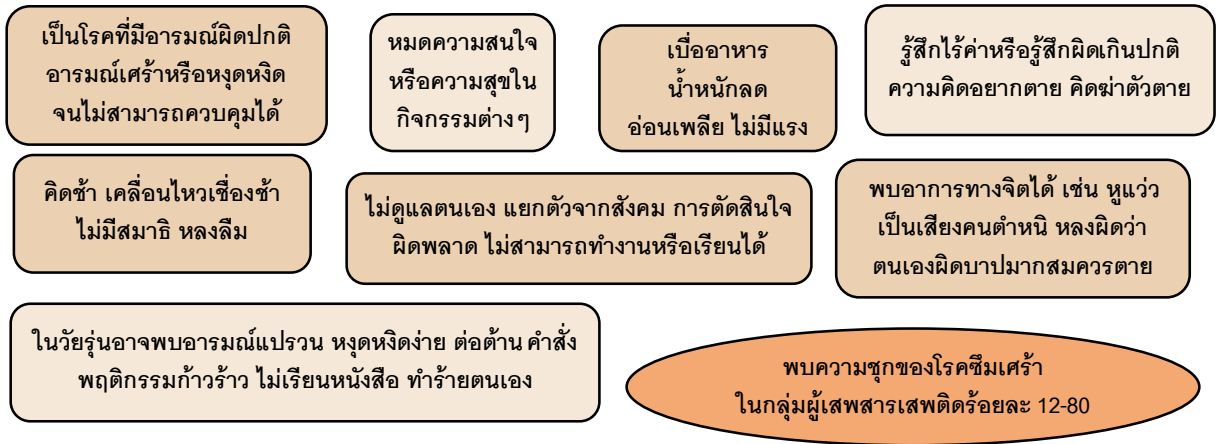 เป็นโรคที่มีอารมณ์ผิดปกติ
อารมณ์เศร้าหรือหงุดหงิด
จนไม่สามารถควบคุมได้
หมดความสนใจ
หรือความสุขใน
กิจกรรมต่างๆ
เบื่ออาหาร
น้ำหนักลด
อ่อนเพลีย ไม่มีแรง
รู้สึกไร้ค่าหรือรู้สึกผิดเกินปกติ
ความคิดอยากตาย คิดฆ่าตัวตาย
คิดช้า เคลื่อนไหวเชื่องช้า
ไม่มีสมาธิ หลงลืม
ไม่ดูแลตนเอง แยกตัวจากสังคม การตัดสินใจ
ผิดพลาด ไม่สามารถทำงานหรือเรียนได้
พบอาการทางจิตได้ เช่น หูแว่ว
เป็นเสียงคนตำหนิ หลงผิดว่า
ตนเองผิดบาปมากสมควรตาย
ในวัยรุ่นอาจพบอารมณ์แปรวน หงุดหงิดง่าย ต่อต้าน คำสั่ง
พฤติกรรมก้าวร้าว ไม่เรียนหนังสือ ทำร้ายตนเอง
พบความชุกของโรคซึมเศร้า
ในกลุ่มผู้เสพสารเสพติดร้อยละ 12-80